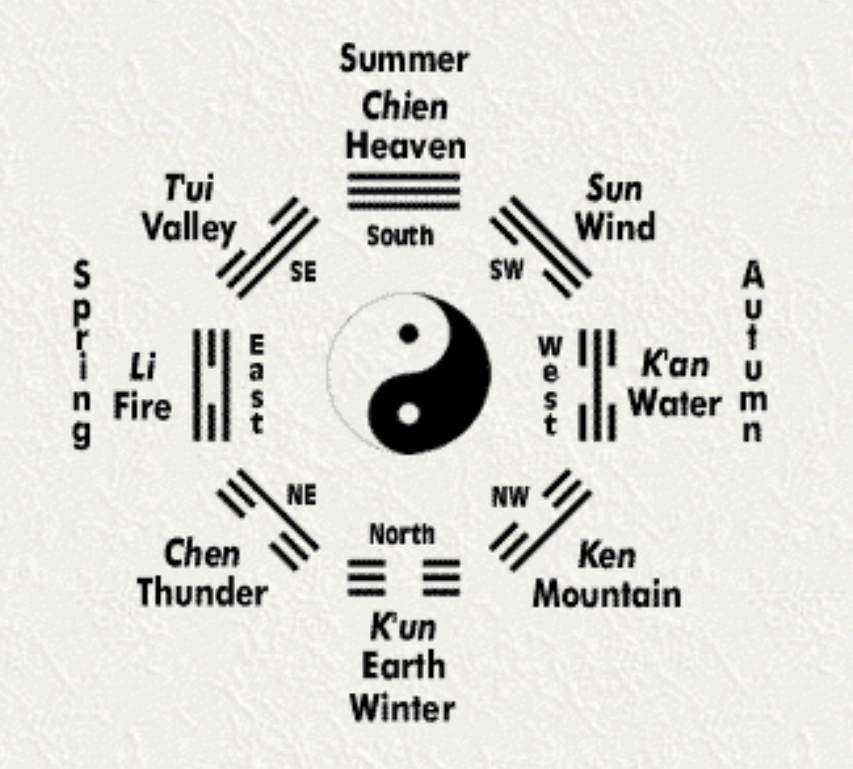 Summer
Chien
Heaven
South
T'ui
Valley
SE
Sun
Wind
SW
Spring
Li
Fire
East
West
K'an
Water
Autumn
NE
Chen
Thunder
NW
Ken
Mountain
North
K'un
Earth
Winter